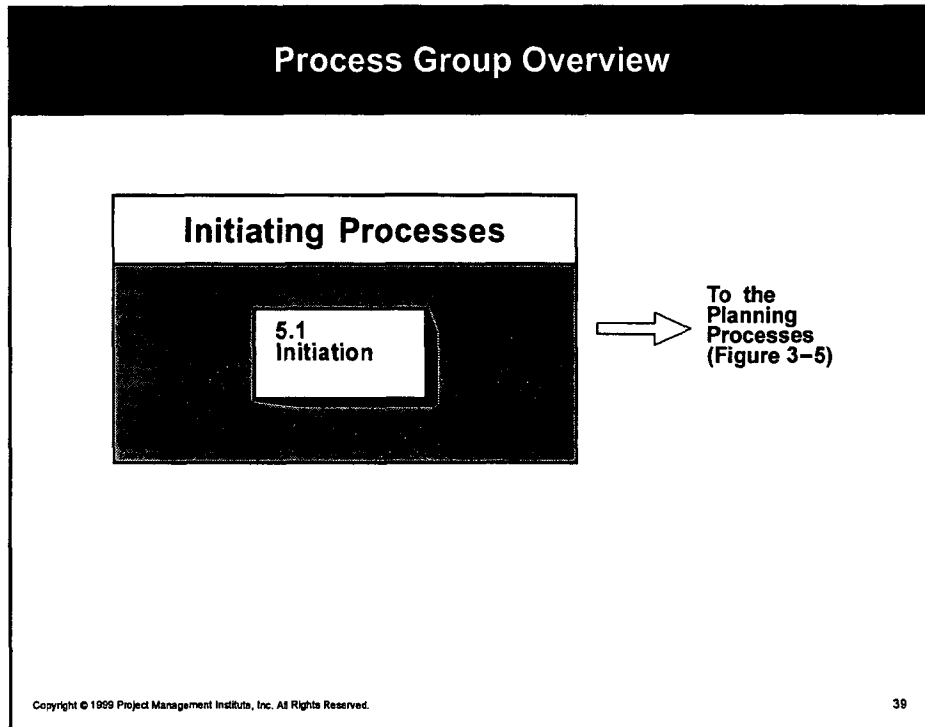 Process Group Overview
Initiating Processes
5.1
Initiation
To the
Planning
Processes
(Figure 3–5)
Copyright © 1999 Project Management Institute, Inc. All Rights Reserved.
39